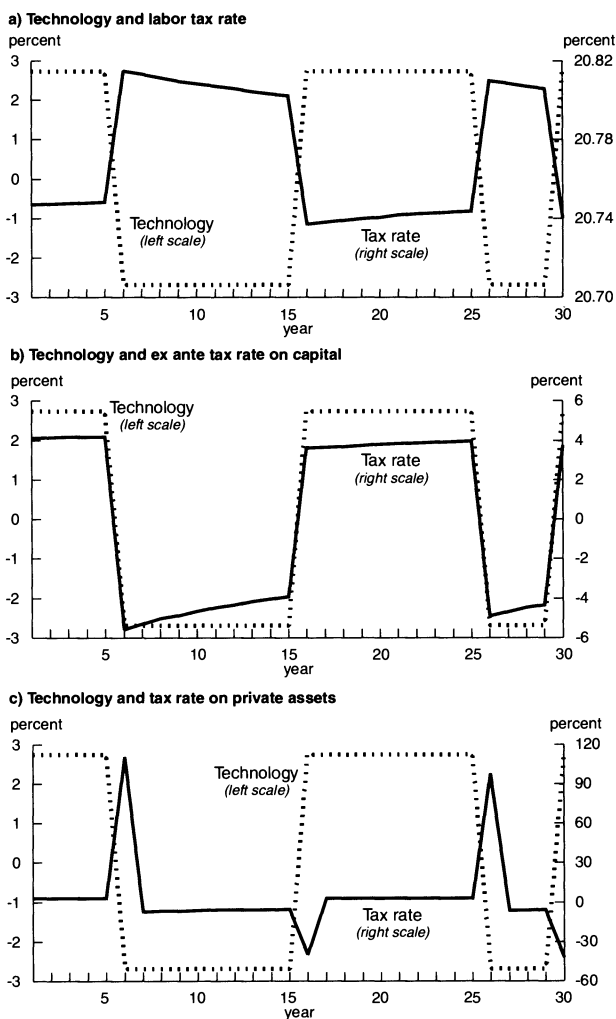 a) Technology and labor tax rate
percent percent
3 20.82
2
20.78
1
0
Technology
(left scale)
Tax rate
(right scale)
-1 20.74
-2
-3 20.70
5 10 15 20 25 30
year
b) Technology and ex ante tax rate on capital
percent percent
3 6
Technology
(left scale)
2 4
Tax rate
(right scale)
1 2
0 0
-1 -2
-2 -4
-3 -6
5 10 15 20 25 30
year
c) Technology and tax rate on private assets
percent percent
3 120
Technology
(left scale)
2 90
1 60
0 30
-1 0
Tax rate
(right scale)
-2 -30
-3 -60
5 10 15 20 25 30
year